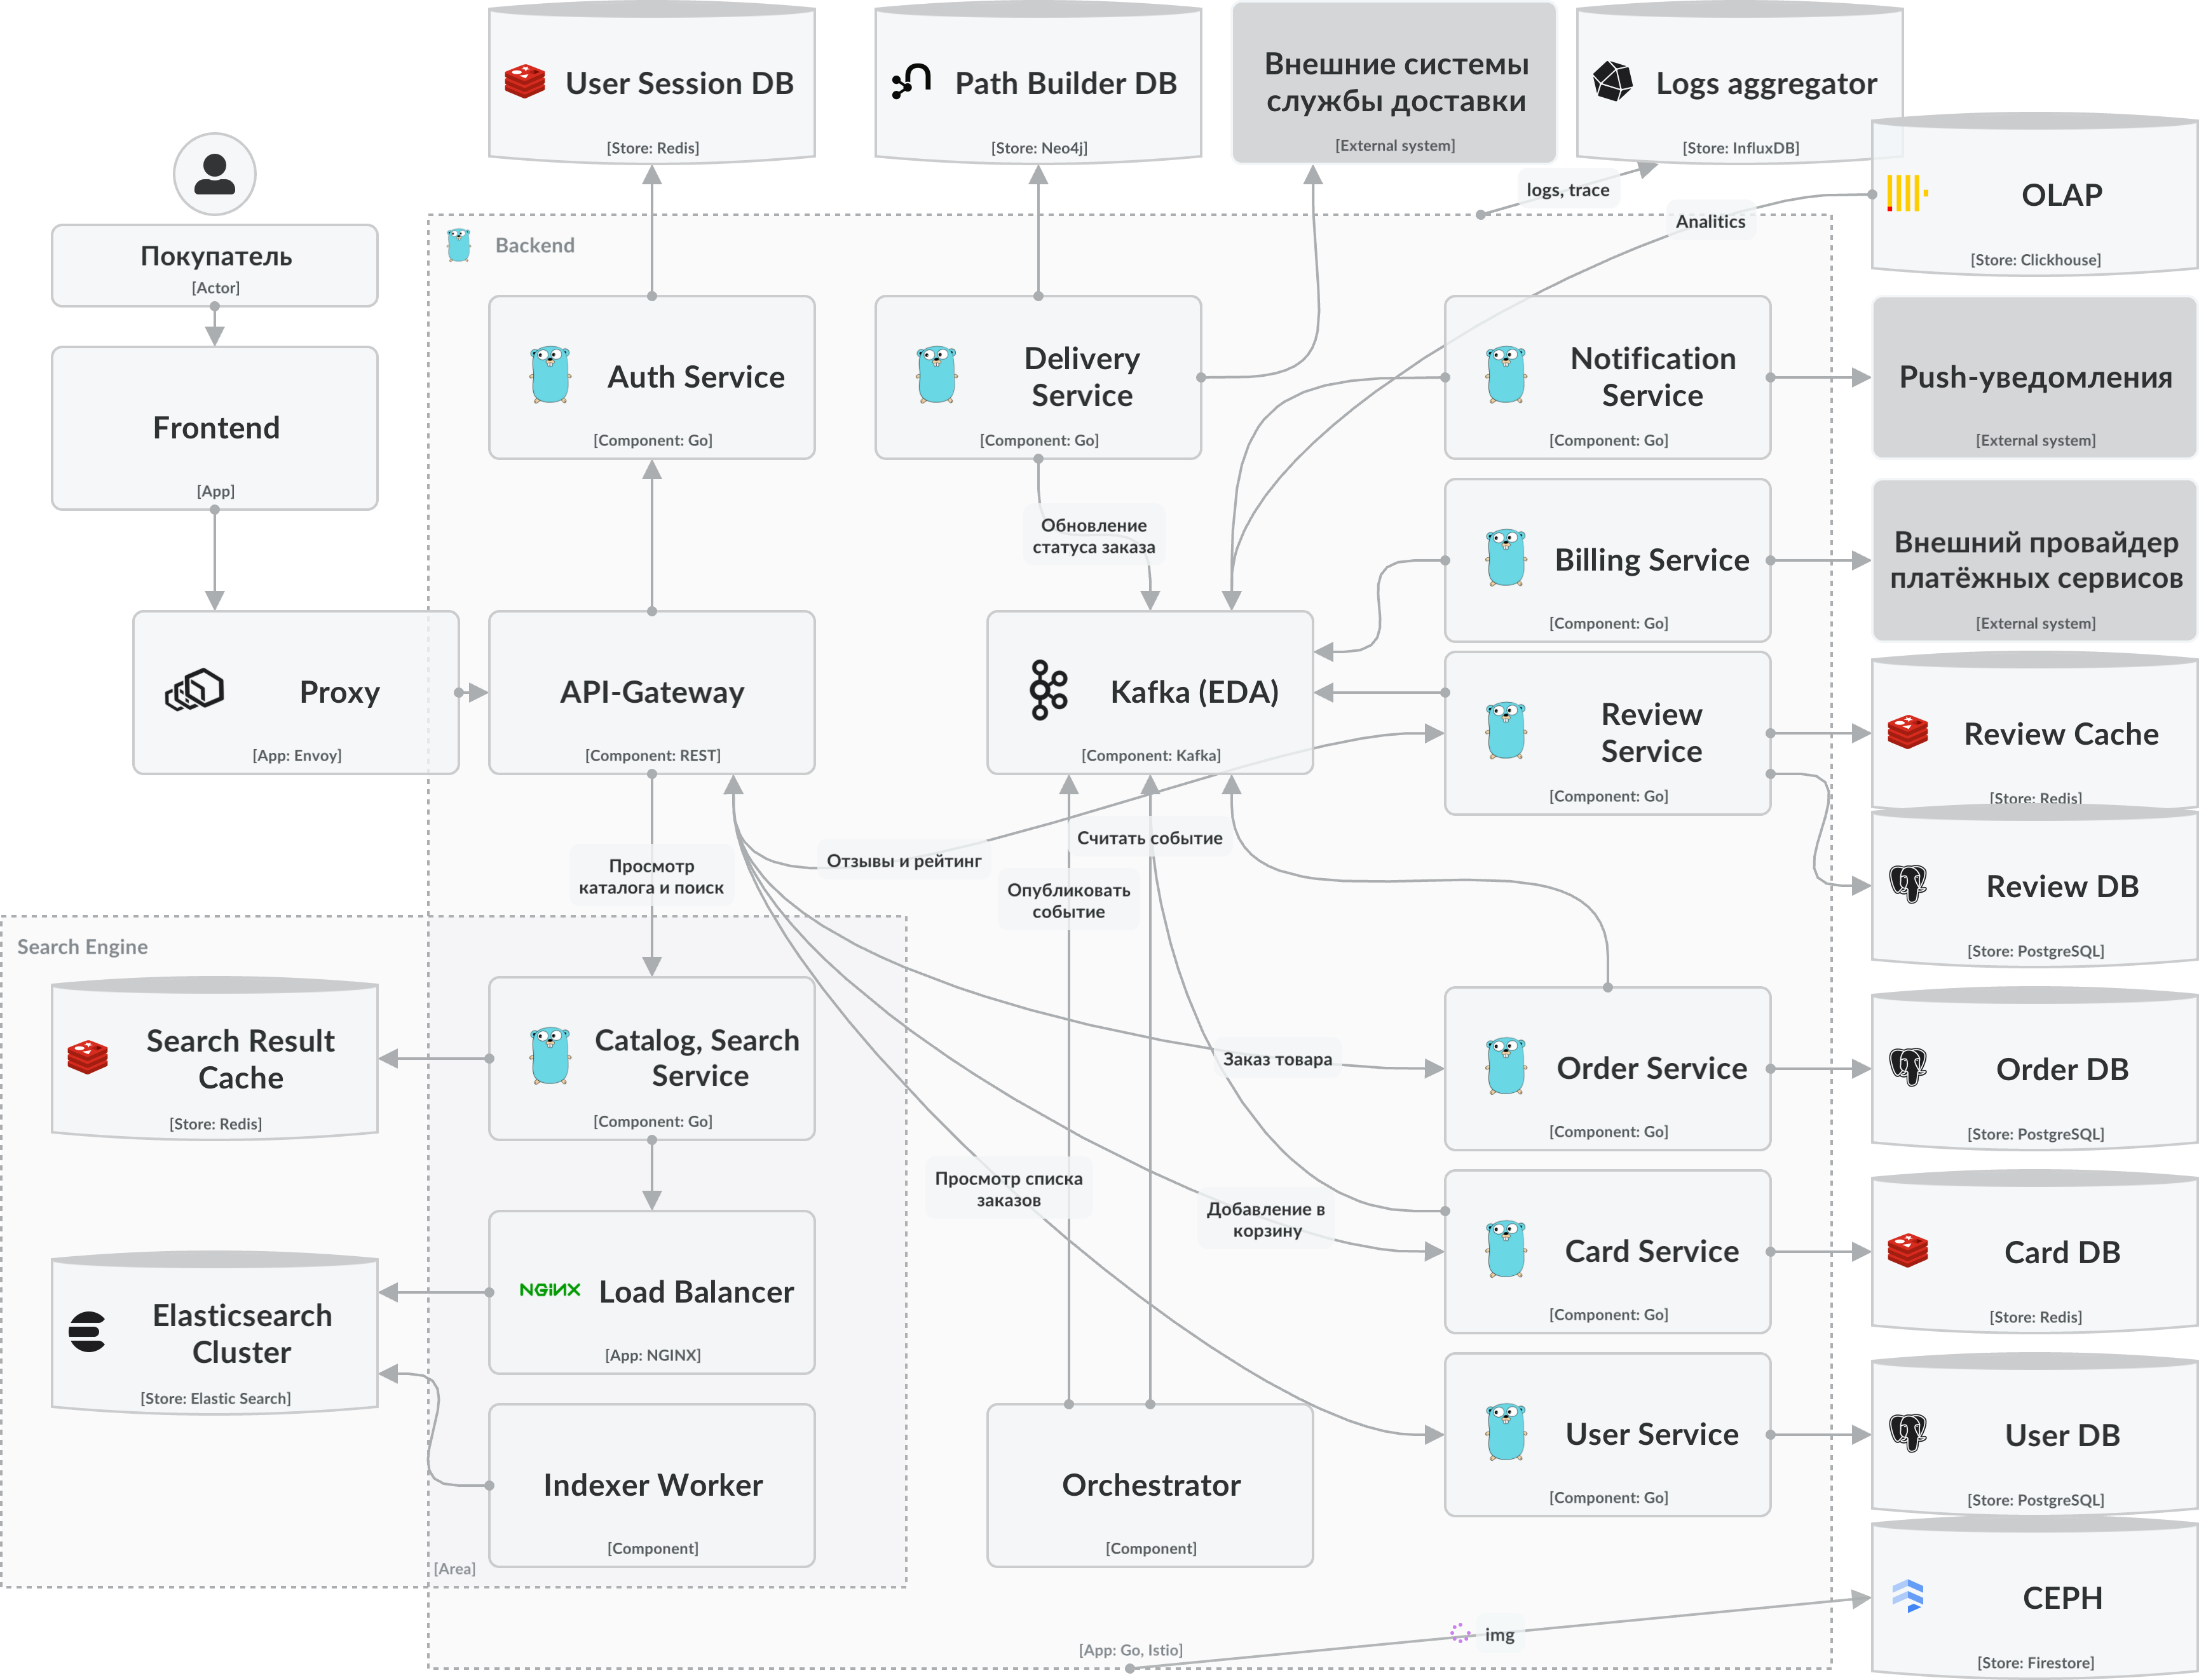 User Session DB
[Store: Redis]
Path Builder DB
[Store: Neo4j]
Внешние системы
службы доставки
[External system]
Logs aggregator
[Store: InfluxDB]
OLAP
[Store: Clickhouse]
logs, trace
Analitics
Покупатель
[Actor]
Backend
Frontend
[App]
Auth Service
[Component: Go]
Delivery
Service
[Component: Go]
Notification
Service
[Component: Go]
Push-уведомления
[External system]
Обновление
статуса заказа
Billing Service
[Component: Go]
Внешний провайдер
платёжных сервисов
[External system]
Proxy
[App: Envoy]
API-Gateway
[Component: REST]
Kafka (EDA)
[Component: Kafka]
Review
Service
[Component: Go]
Review Cache
[Store: Redis]
Просмотр
каталога и поиск
Отзывы и рейтинг
Считать событие
Опубликовать
событие
Review DB
[Store: PostgreSQL]
Search Engine
Search Result
Cache
[Store: Redis]
Catalog, Search
Service
[Component: Go]
Заказ товара
Order Service
[Component: Go]
Order DB
[Store: PostgreSQL]
Просмотр списка
заказов
Добавление в
корзину
Card Service
[Component: Go]
Card DB
[Store: Redis]
Elasticsearch
Cluster
[Store: Elastic Search]
NGINX
Load Balancer
[App: NGINX]
Indexer Worker
[Component]
[Area]
Orchestrator
[Component]
User Service
[Component: Go]
User DB
[Store: PostgreSQL]
CEPH
[Store: Firestore]
img
[App: Go, Istio]